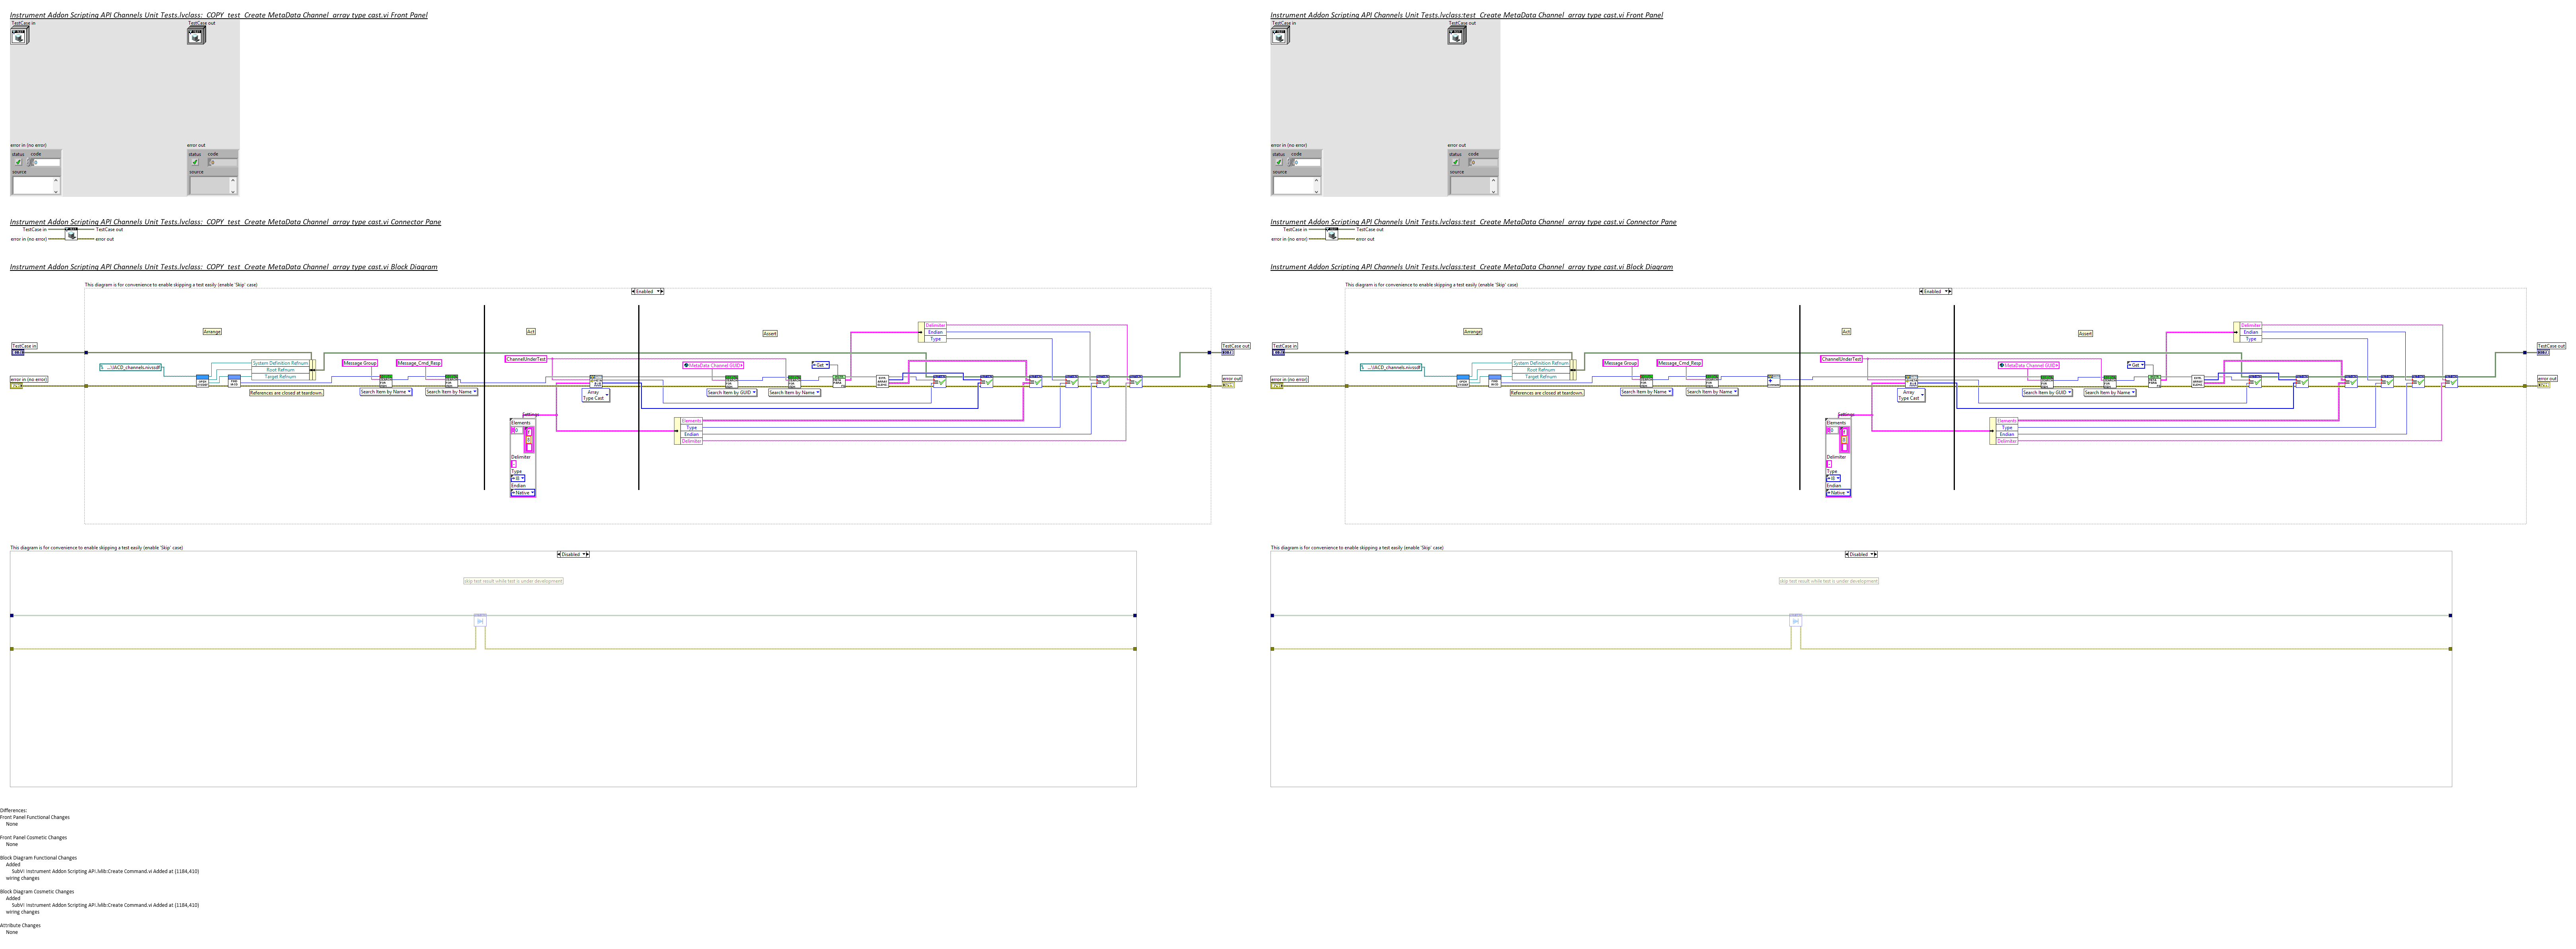 Instrument Addon Scripting API Channels Unit Tests.lvclass:_COPY_test_Create MetaData Channel_array type cast.vi Front Panel
TestCase in
TestCase out
error in (no error)
status
code
0
source
error out
status
code
0
source
Instrument Addon Scripting API Channels Unit Tests.lvclass:_COPY_test_Create MetaData Channel_array type cast.vi Connector Pane
TestCase in
TestCase out
error in (no error)
error out
Instrument Addon Scripting API Channels Unit Tests.lvclass:_COPY_test_Create MetaData Channel_array type cast.vi Block Diagram
This diagram is for convenience to enable skipping a test easily (enable 'Skip' case)
Enabled
Arrange
Act
Assert
TestCase in
error in (no error)
..\IACD_channels.nivssdf
System Definition Refnum
Root Refnum
Target Refnum
References are closed at teardown.
Message Group
Message_Cmd_Resp
Search Item by Name
Search Item by Name
ChannelUnderTest
Array
Type Cast
Settings
Elements
Delimiter
Type
Endian
Native
MetaData Channel GUID
Search Item by GUID
Search Item by Name
Get
Delimiter
Endian
Type
Elements
Type
Endian
Delimiter
TestCase out
error out
This diagram is for convenience to enable skipping a test easily (enable 'Skip' case)
Disabled
skip test result while test is under development
Differences:
Front Panel Functional Changes
None
Front Panel Cosmetic Changes
None
Block Diagram Functional Changes
Added
SubVI: Instrument Addon Scripting API.lvlib:Create Command.vi Added at (1184,410)
wiring changes
Block Diagram Cosmetic Changes
Added
SubVI: Instrument Addon Scripting API.lvlib:Create Command.vi Added at (1184,410)
wiring changes
Attribute Changes
None
Instrument Addon Scripting API Channels Unit Tests.lvclass:test_Create MetaData Channel_array type cast.vi Front Panel
TestCase in
TestCase out
error in (no error)
status
code
0
source
error out
status
code
0
source
Instrument Addon Scripting API Channels Unit Tests.lvclass:test_Create MetaData Channel_array type cast.vi Connector Pane
TestCase in
TestCase out
error in (no error)
error out
Instrument Addon Scripting API Channels Unit Tests.lvclass:test_Create MetaData Channel_array type cast.vi Block Diagram
This diagram is for convenience to enable skipping a test easily (enable 'Skip' case)
Enabled
Arrange
Act
Assert
TestCase in
error in (no error)
..\IACD_channels.nivssdf
System Definition Refnum
Root Refnum
Target Refnum
References are closed at teardown.
Message Group
Message_Cmd_Resp
Search Item by Name
Search Item by Name
ChannelUnderTest
Array
Type Cast
Settings
Elements
Delimiter
Type
Endian
Native
MetaData Channel GUID
Search Item by GUID
Search Item by Name
Get
Delimiter
Endian
Type
Elements
Type
Endian
Delimiter
TestCase out
error out
This diagram is for convenience to enable skipping a test easily (enable 'Skip' case)
Disabled
skip test result while test is under development